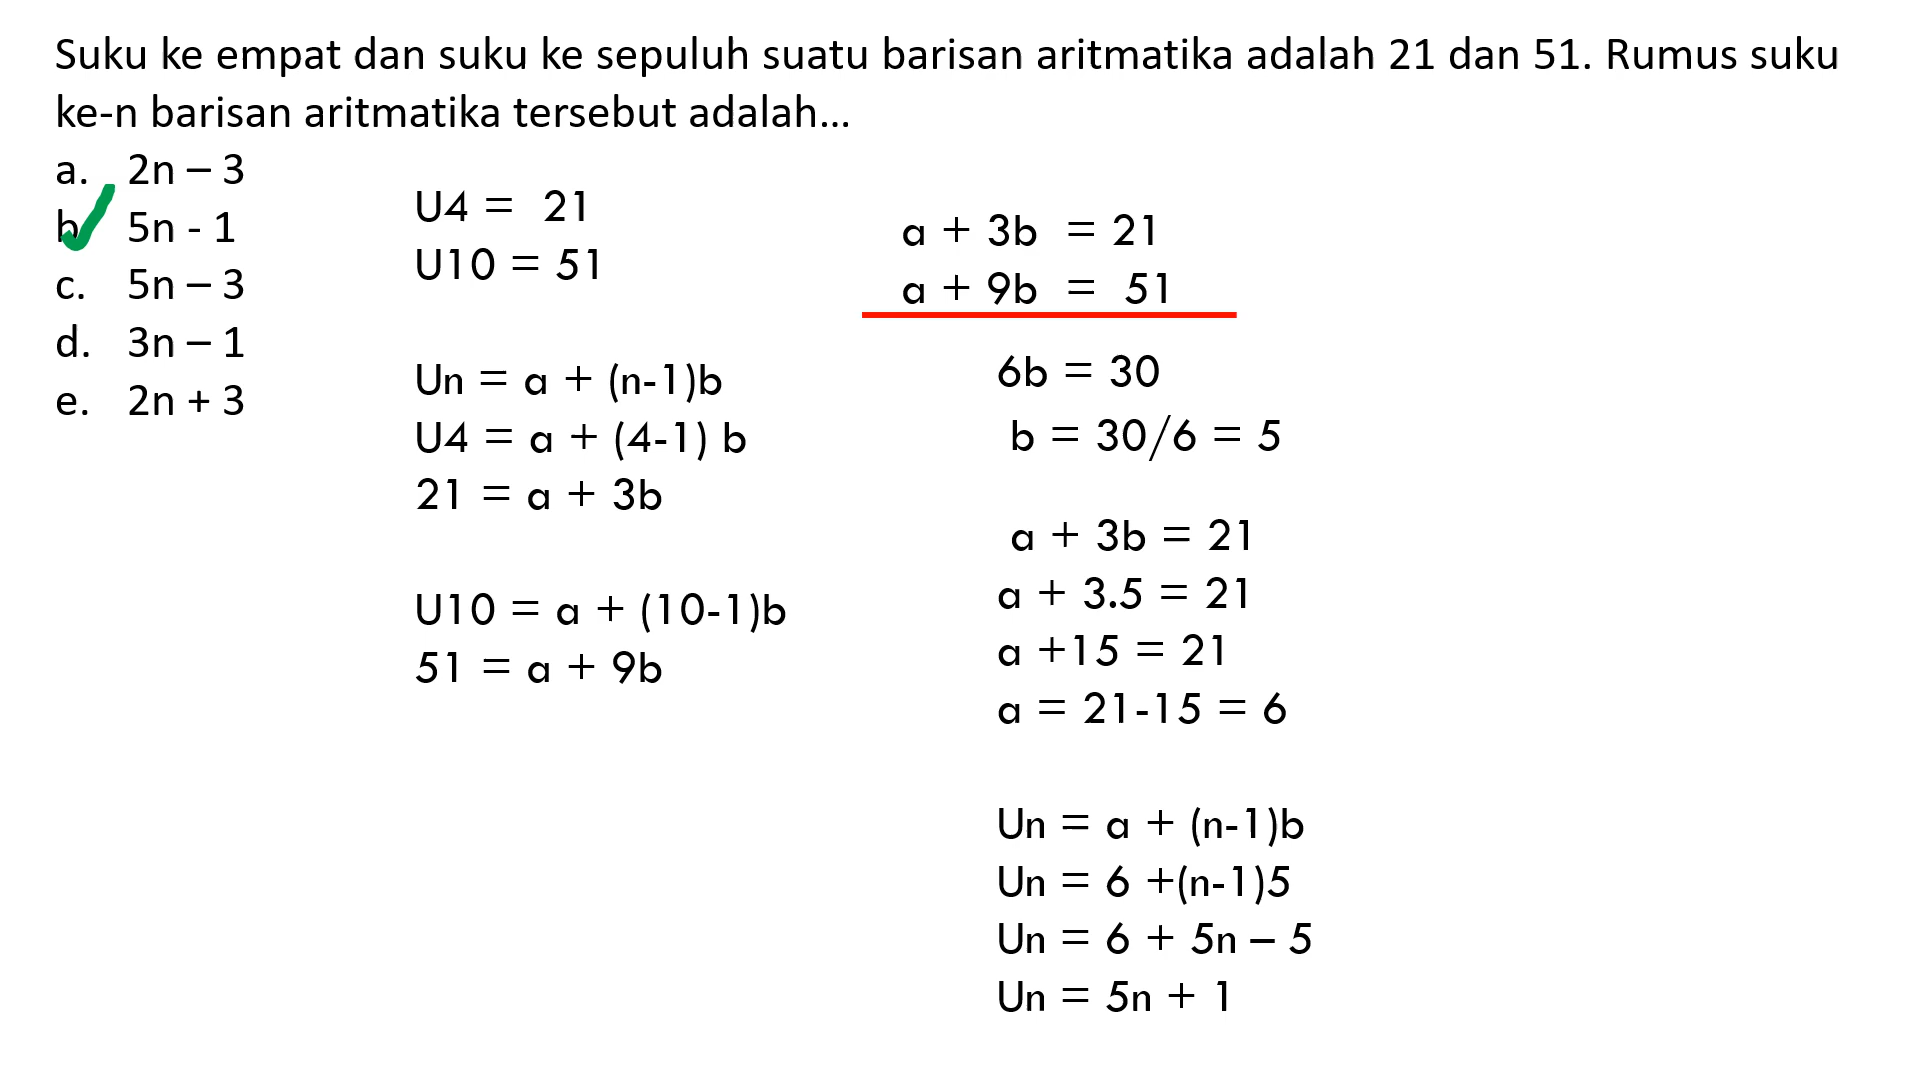 Suku ke empat dan suku ke sepuluh suatu barisan aritmatika adalah 21 dan 51. Rumus suku
ke-n barisan aritmatika tersebut adalah...
a. 2n – 3
b. 5n - 1
c. 5n – 3
d. 3n – 1
e. 2n + 3
U4 = 21
U10 = 51
Un = a + (n-1)b
U4 = a + (4-1) b
21 = a + 3b
U10 = a + (10-1)b
51 = a + 9b
a + 3b = 21
a + 9b = 51
6b = 30
b = 30/6 = 5
a + 3b = 21
a + 3.5 = 21
a +15 = 21
a = 21-15 = 6
Un = a + (n-1)b
Un = 6 +(n-1)5
Un = 6 + 5n – 5
Un = 5n + 1